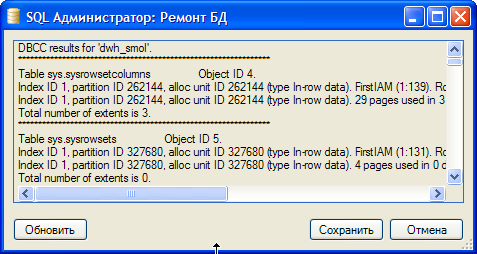 SQL Администратор: Ремонт БД
DBCC results for 'dwh_smol'.
****************************************************************
Table sys.sysrowsetcolumns Object ID 4.
Index ID 1, partition ID 262144, alloc unit ID 262144 (type In-row data). FirstIAM (1:139). Ro
Index ID 1, partition ID 262144, alloc unit ID 262144 (type In-row data). 29 pages used in 3
Total number of extents is 3.
****************************************************************
Table sys.sysrowsets Object ID 5.
Index ID 1, partition ID 327680, alloc unit ID 327680 (type In-row data). FirstIAM (1:131). Ro
Index ID 1, partition ID 327680, alloc unit ID 327680 (type In-row data). 4 pages used in 0 d
Total number of extents is 0.
Обновить Сохранить Отмена